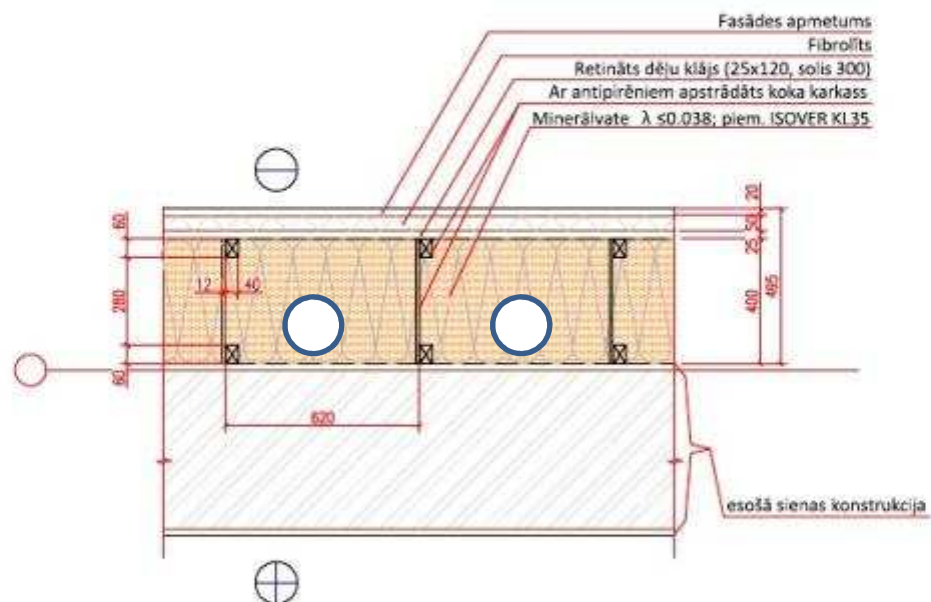 Fasādes apmetums
Fibrolīts
Retināts dēļu klājs (25x120, solis 300)
Ar antipirēniem apstrādāts koka karkass
Minerālvate λ ≤0.038; piem. ISOVER KL35
20
50
25
400
495
60
280
60
12
40
620
esošā sienas konstrukcija